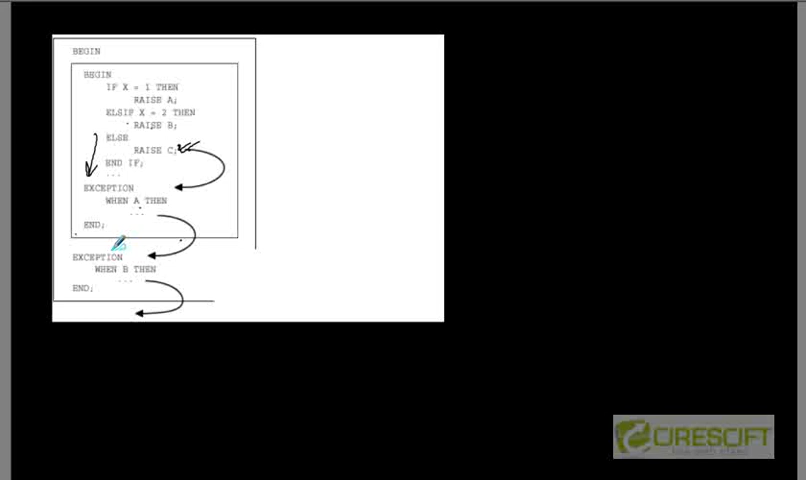 BEGIN
BEGIN
IF X = 1 THEN
RAISE A;
ELSIF X = 2 THEN
RAISE B;
ELSE
RAISE C;
END IF;
...
EXCEPTION
WHEN A THEN
...
END;
EXCEPTION
WHEN B THEN
...
END;
CIRESCIFT